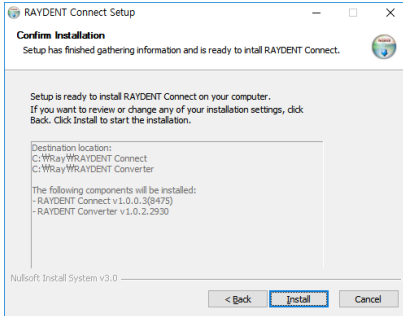 RAYDENT Connect Setup
Confirm Installation
Setup has finished gathering information and is ready to intall RAYDENT Connect.
Setup is ready to install RAYDENT Connect on your computer.
If you want to review or change any of your installation settings, click
Back. Click Install to start the installation.
Destination location:
C:₩Ray₩RAYDENT Connect
C:₩Ray₩RAYDENT Converter
The following components will be installed:
- RAYDENT Connect v1.0.0.3(8475)
- RAYDENT Converter v1.0.2.2930
Nullsoft Install System v3.0
< Back Install Cancel